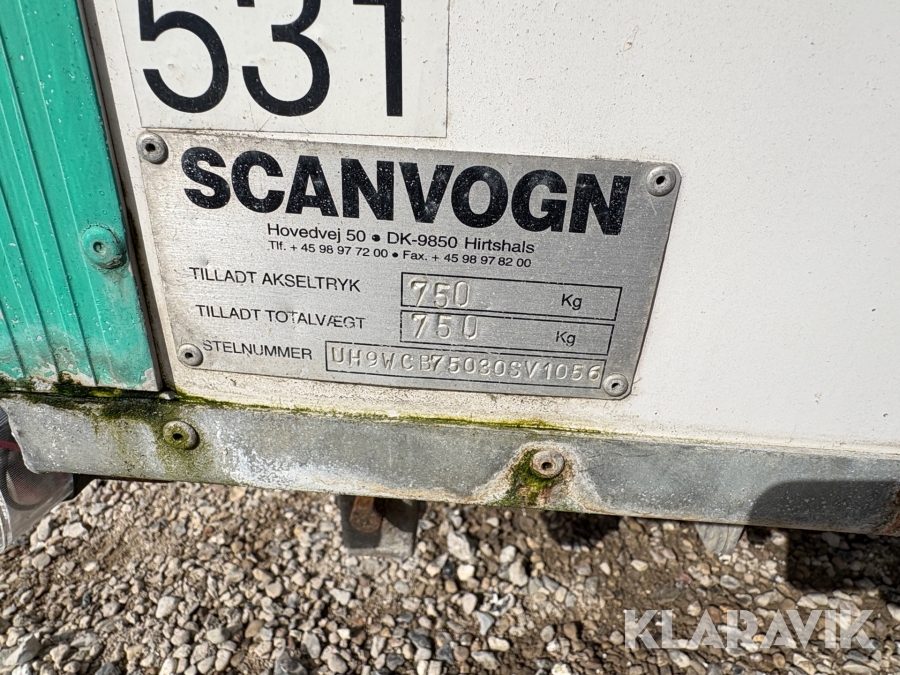 531
SCANVOGN
Hovedvej 50 • DK-9850 Hirtshals
Tlf. + 45 98 97 72 00 • Fax. + 45 98 97 82 00
TILLADT AKSELTRYK 750 Kg
TILLADT TOTALVÆGT 750 Kg
STELNUMMER UH9WCB75030SV1056
KLARAVIK